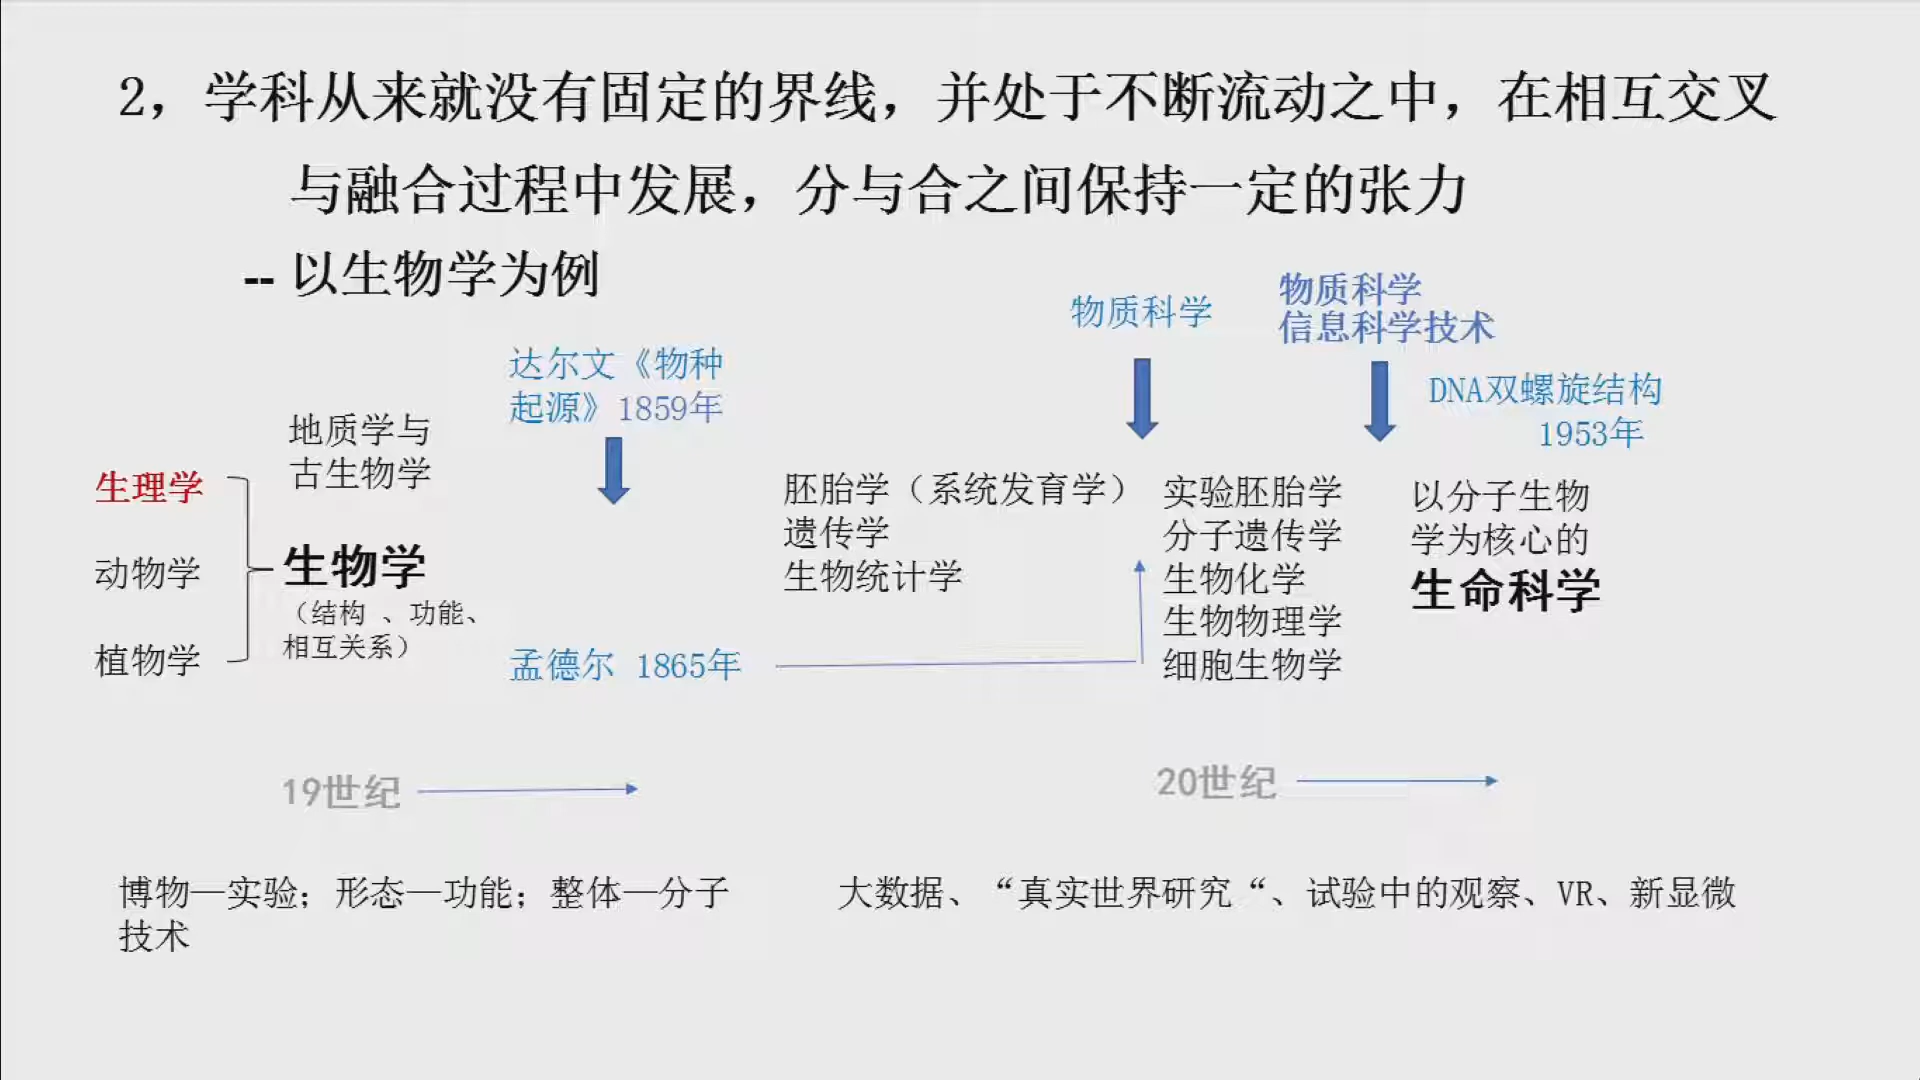 2，学科从来就没有固定的界线，并处于不断流动之中，在相互交叉
与融合过程中发展，分与合之间保持一定的张力
-- 以生物学为例
物质科学
物质科学
信息科学技术
达尔文《物种
起源》1859年
DNA双螺旋结构
1953年
地质学与
古生物学
生理学
动物学
植物学
生物学
（结构 、功能、
相互关系）
孟德尔 1865年
胚胎学（系统发育学）
遗传学
生物统计学
实验胚胎学
分子遗传学
生物化学
生物物理学
细胞生物学
以分子生物
学为核心的
生命科学
19世纪
20世纪
博物—实验；形态—功能；整体—分子
大数据、“真实世界研究“、试验中的观察、VR、新显微
技术